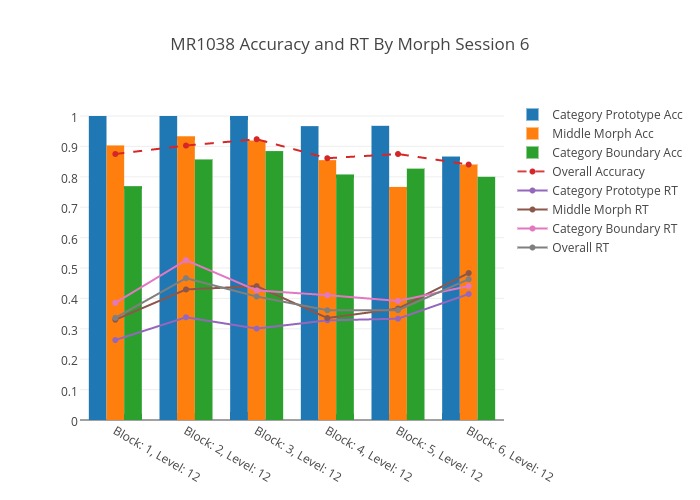 MR1038 Accuracy and RT By Morph Session 6
1
0.9
0.8
0.7
0.6
0.5
0.4
0.3
0.2
0.1
0
Block: 1, Level: 12
Block: 2, Level: 12
Block: 3, Level: 12
Block: 4, Level: 12
Block: 5, Level: 12
Block: 6, Level: 12
Category Prototype Acc
Middle Morph Acc
Category Boundary Acc
Overall Accuracy
Category Prototype RT
Middle Morph RT
Category Boundary RT
Overall RT